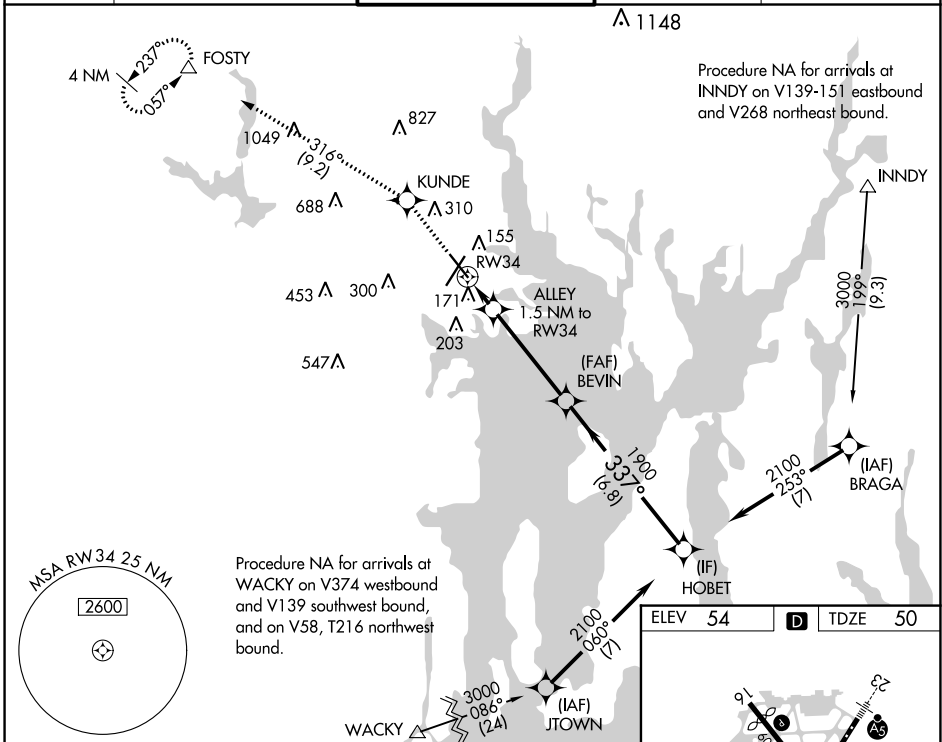 1148
FOSTY
4 NM
237°
057°
Procedure NA for arrivals at
INNDY on V139-151 eastbound
and V268 northeast bound.
1049
316°
(9.2)
827
KUNDE
INNDY
688
310
155
RW34
453
300
171
ALLEY
1.5 NM to
RW34
3000
199°
(9.3)
203
547
(FAF)
BEVIN
1900
337°
(6.8)
2100
253°
(7)
(IAF)
BRAGA
MSA RW34 25 NM
2600
Procedure NA for arrivals at
WACKY on V374 westbound
and V139 southwest bound,
and on V58, T216 northwest
bound.
(IF)
HOBET
2100
060°
(7)
ELEV 54
D
TDZE 50
3000
086°
(24)
WACKY
(IAF)
JTOWN
16
23
A5